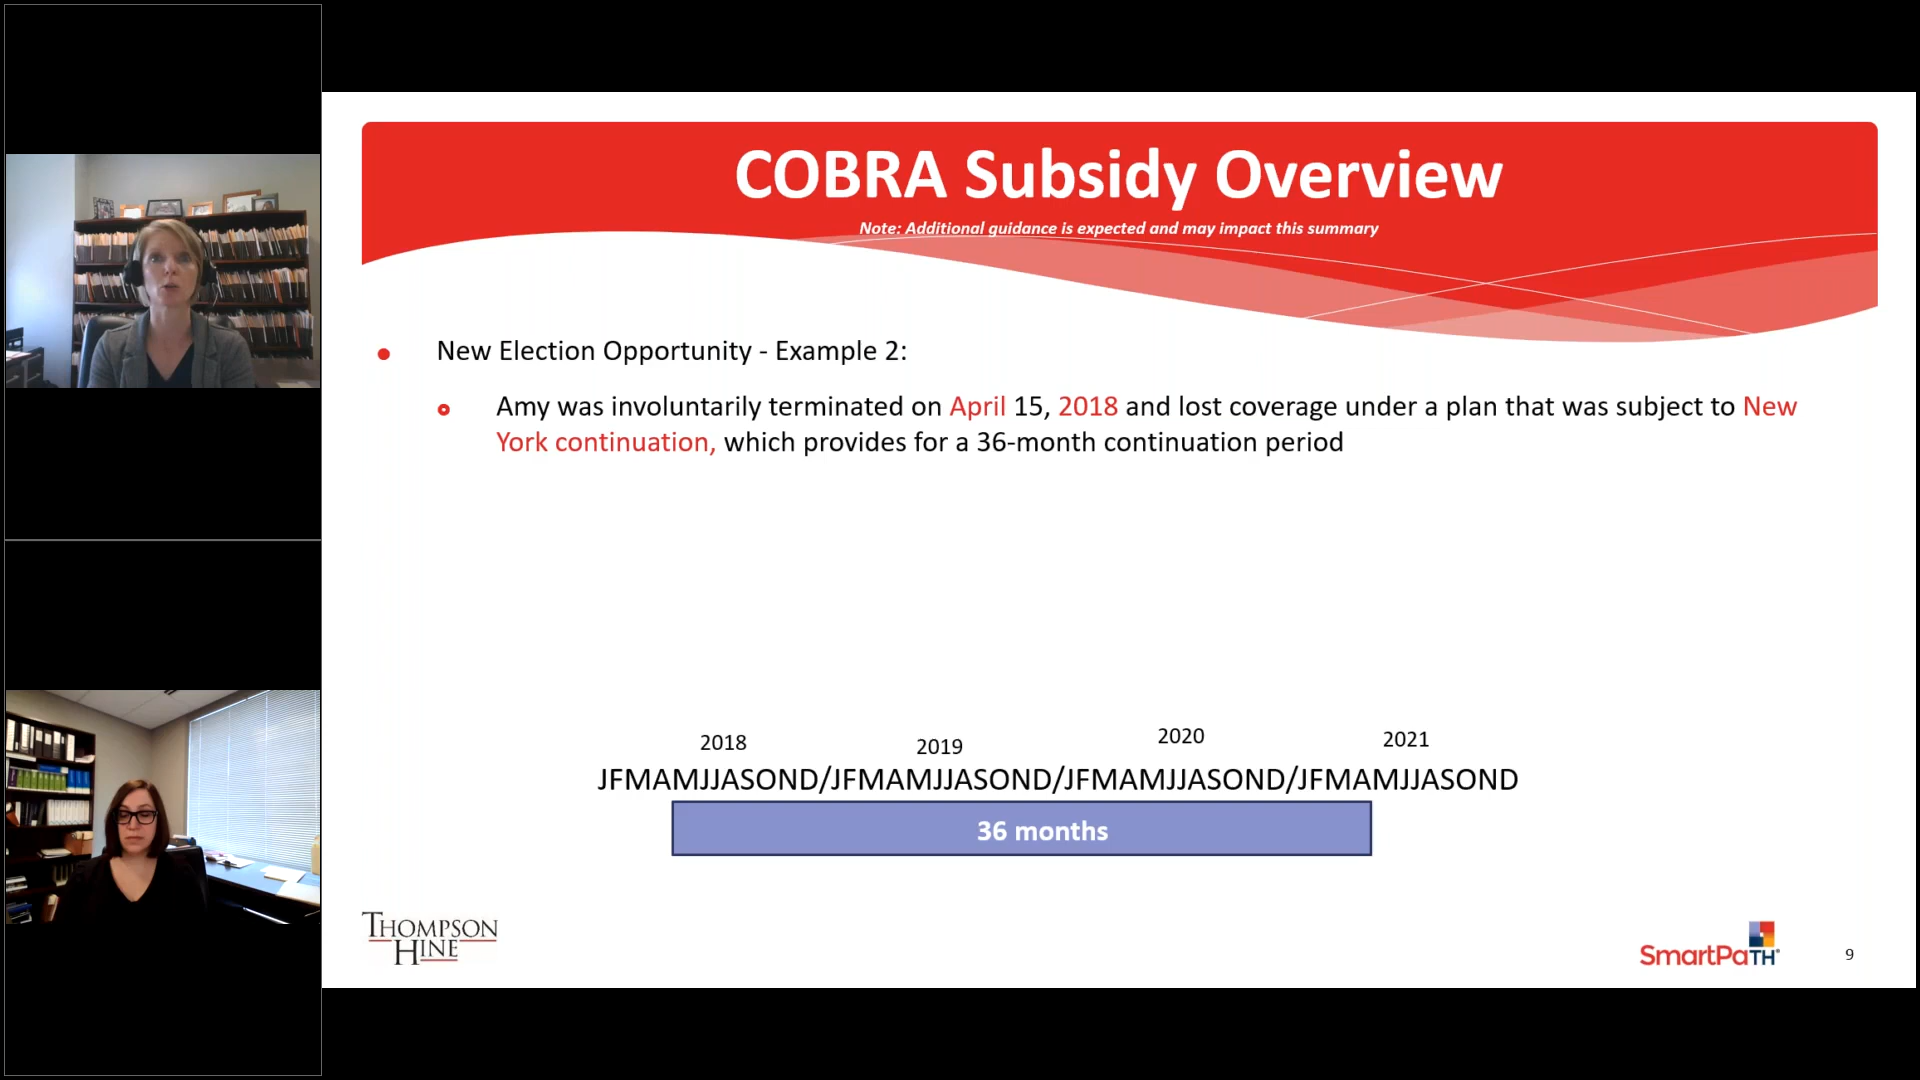 COBRA Subsidy Overview
Note: Additional guidance is expected and may impact this summary
New Election Opportunity - Example 2:
Amy was involuntarily terminated on April 15, 2018 and lost coverage under a plan that was subject to New
York continuation, which provides for a 36-month continuation period
2018 2019 2020 2021
JFMAMJJASOND/JFMAMJJASOND/JFMAMJJASOND/JFMAMJJASOND
36 months
THOMPSON
HINE
SmartPaTH
9